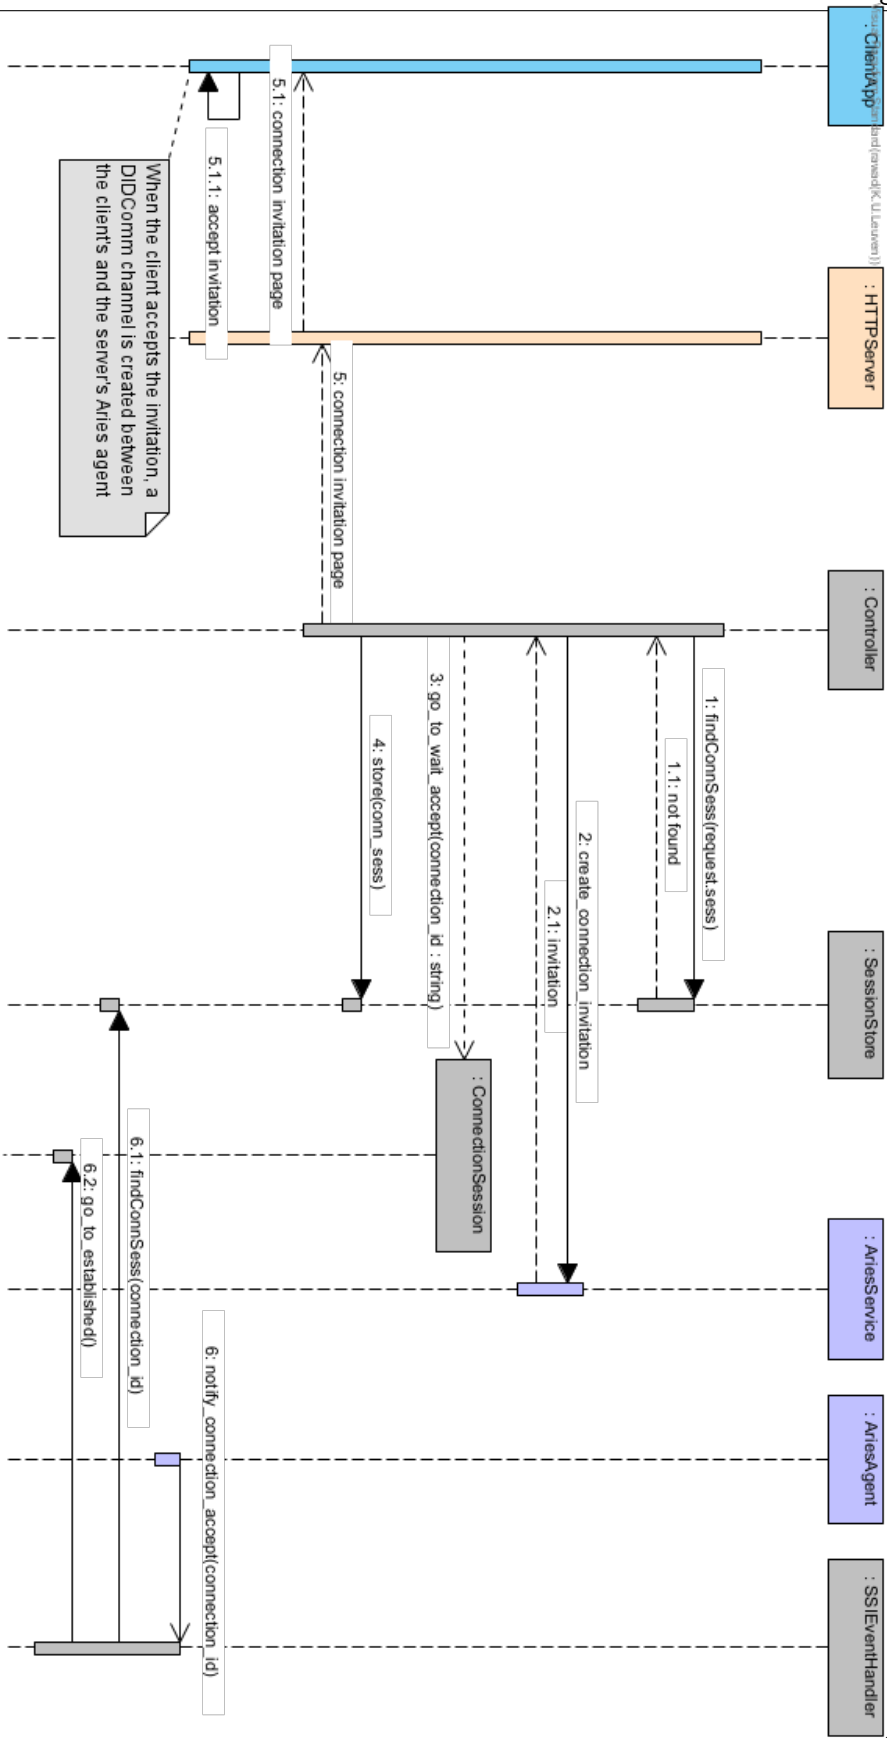 : ClientApp
: HTTPServer
: Controller
: SessionStore
: AriesService
: AriesAgent
: SSIEventHandler
1: findConnSess(request.sess)
1.1: not found
2: create_connection_invitation
2.1: invitation
: ConnectionSession
3: go_to_wait_accept(connection_id : string)
4: store(conn_sess)
5: connection invitation page
5.1: connection invitation page
5.1.1: accept invitation
6: notify_connection_accept(connection_id)
When the client accepts the invitation, a
DIDComm channel is created between
the client's and the server's Aries agent
6.1: findConnSess(connection_id)
6.2: go_to_established()